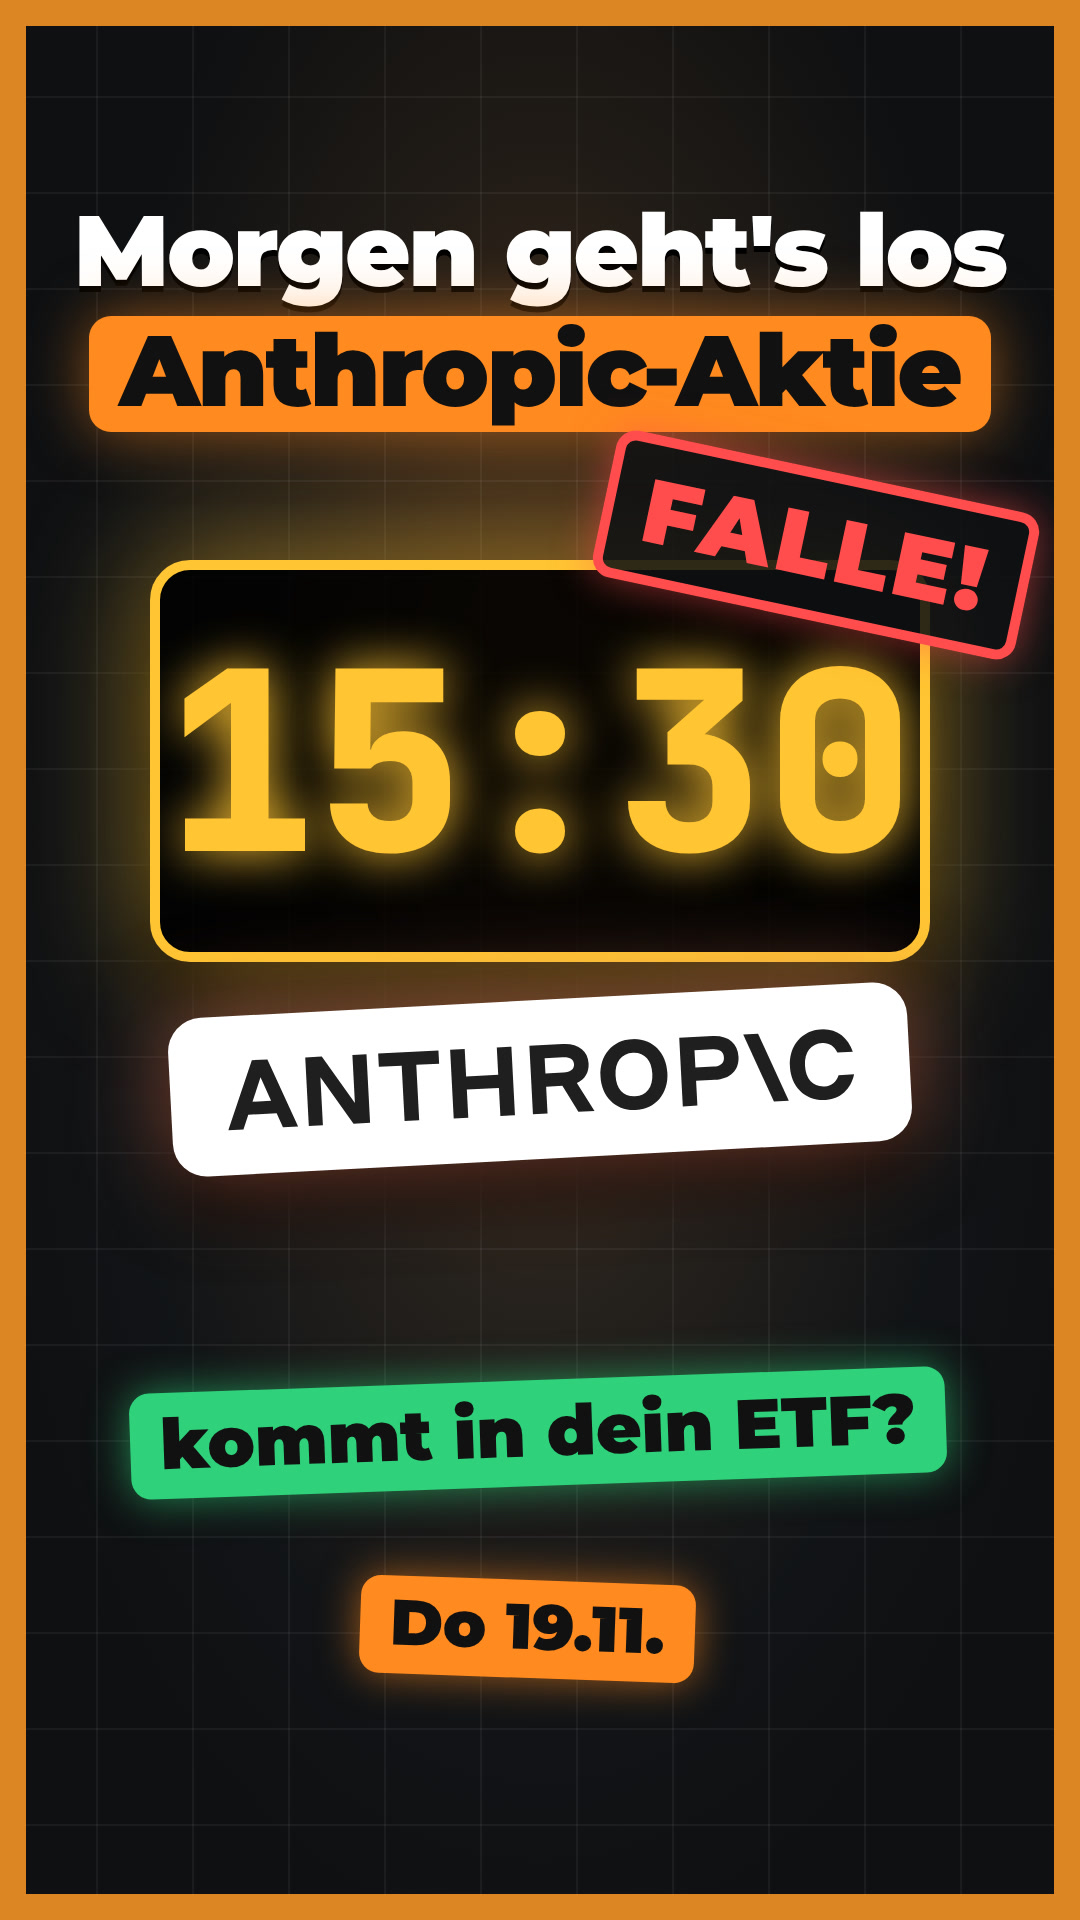 Morgen geht's los
Anthropic-Aktie
FALLE!
15:30
ANTHROP\C
kommt in dein ETF?
Do 19.11.